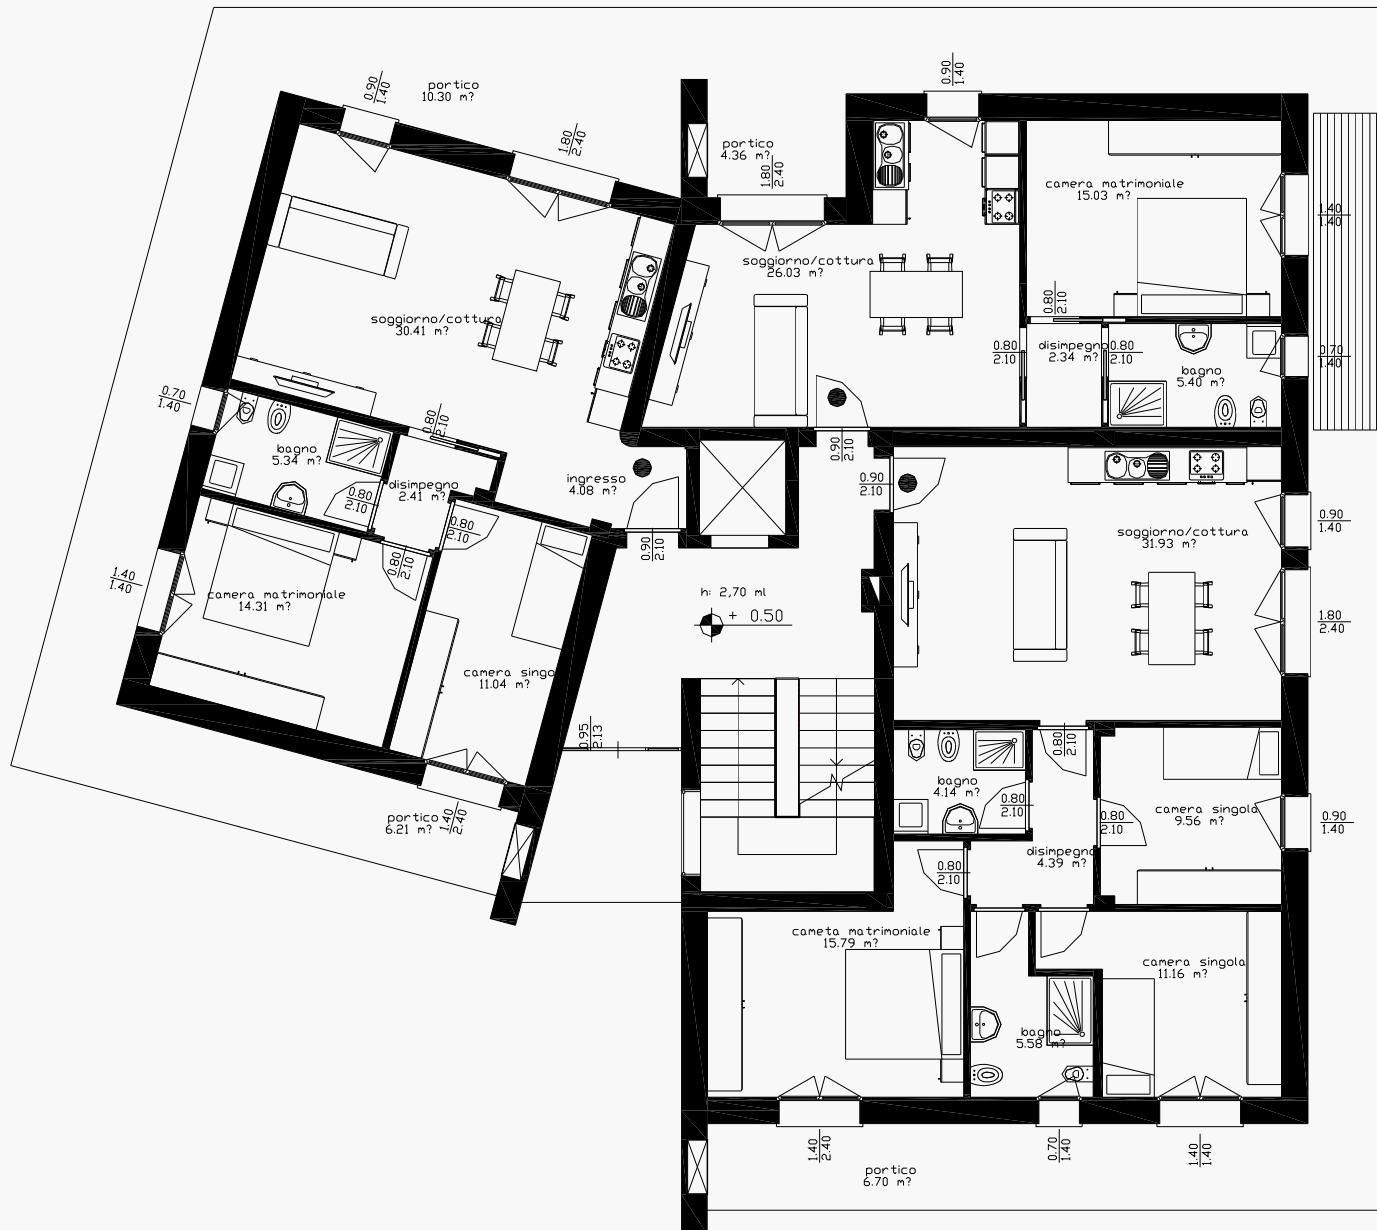 0.90
1.40
portico
10.30 m?
1.80
2.40
portico
4.36 m?
1.80
2.40
0.90
1.40
camera matrimoniale
15.03 m?
1.40
1.40
soggiorno/cottura
26.03 m?
soggiorno/cottura
30.41 m?
0.80
2.10
0.80
2.10
disimpegno
2.34 m?
0.80
2.10
0.70
1.40
bagno
5.40 m?
0.70
1.40
0.80
2.10
bagno
5.34 m?
0.90
2.10
ingresso
4.08 m?
disimpegno
2.41 m?
0.80
2.10
0.90
2.10
0.80
2.10
0.90
2.10
0.80
2.10
soggiorno/cottura
31.93 m?
0.90
1.40
1.40
1.40
camera matrimoniale
14.31 m?
h: 2,70 ml
+ 0.50
1.80
2.40
camera singo
11.04 m?
0.95
2.13
0.80
2.10
bagno
4.14 m?
0.80
2.10
camera singola
9.56 m?
0.80
2.10
0.90
1.40
portico
6.21 m?
1.40
2.40
disimpegno
4.39 m?
0.80
2.10
cameta matrimoniale
15.79 m?
camera singola
11.16 m?
bagno
5.58 m?
1.40
2.40
0.70
1.40
1.40
1.40
portico
6.70 m?